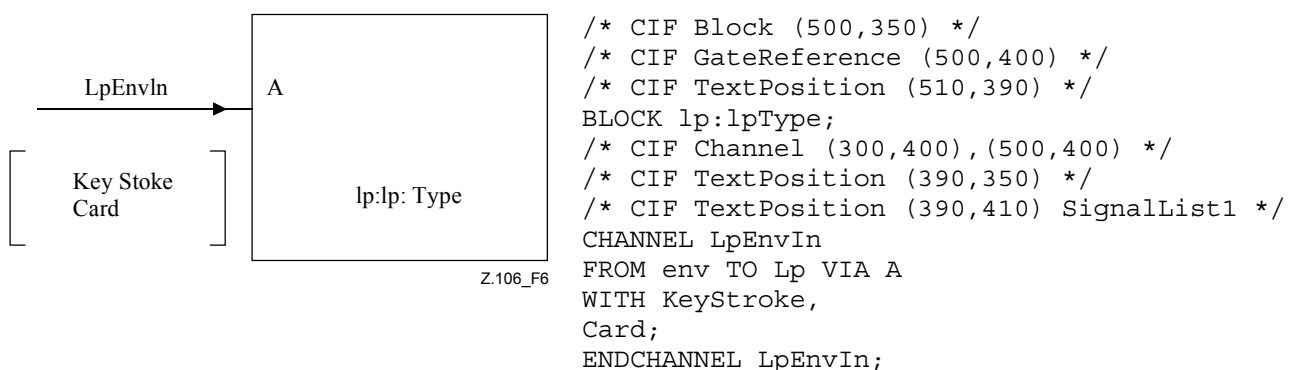 LpEnvln
A
Key Stoke
Card
lp:lp: Type
Z.106_F6
/* CIF Block (500,350) */
/* CIF GateReference (500,400) */
/* CIF TextPosition (510,390) */
BLOCK lp:lpType;
/* CIF Channel (300,400),(500,400) */
/* CIF TextPosition (390,350) */
/* CIF TextPosition (390,410) SignalList1 */
CHANNEL LpEnvIn
FROM env TO Lp VIA A
WITH KeyStroke,
Card;
ENDCHANNEL LpEnvIn;